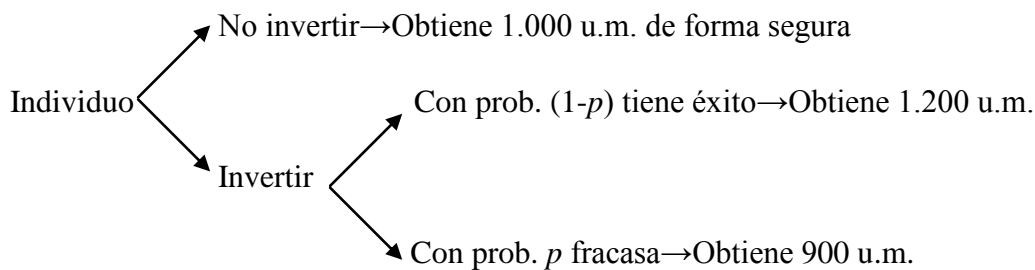 No invertir→Obtiene 1.000 u.m. de forma segura
Individuo
Con prob. (1-p) tiene éxito→Obtiene 1.200 u.m.
Invertir
Con prob. p fracasa→Obtiene 900 u.m.